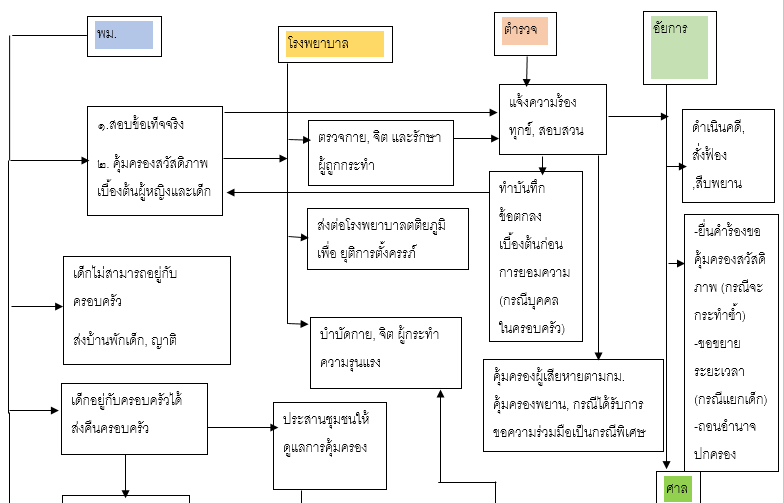 พม.
โรงพยาบาล
ตำรวจ
อัยการ
๑.สอบข้อเท็จจริง
๒. คุ้มครองสวัสดิภาพ
เบื้องต้นผู้หญิงและเด็ก
ตรวจกาย, จิต และรักษา
ผู้ถูกกระทำ
แจ้งความร้อง
ทุกข์, สอบสวน
ดำเนินคดี,
สั่งฟ้อง
,สืบพยาน
ส่งต่อโรงพยาบาลตติยภูมิ
เพื่อ ยุติการตั้งครรภ์
ทำบันทึก
ข้อตกลง
เบื้องต้นก่อน
การยอมความ
(กรณีบุคคล
ในครอบครัว)
-ยื่นคำร้องขอ
คุ้มครองสวัสดิ
ภาพ (กรณีจะ
กระทำซ้ำ)
-ขอขยาย
ระยะเวลา
(กรณีแยกเด็ก)
-ถอนอำนาจ
ปกครอง
เด็กไม่สามารถอยู่กับ
ครอบครัว
ส่งบ้านพักเด็ก, ญาติ
บำบัดกาย, จิต ผู้กระทำ
ความรุนแรง
คุ้มครองผู้เสียหายตามกม.
คุ้มครองพยาน, กรณีได้รับการ
ขอความร่วมมือเป็นกรณีพิเศษ
เด็กอยู่กับครอบครัวได้
ส่งคืนครอบครัว
ประสานชุมชนให้
ดูแลการคุ้มครอง
ศาล